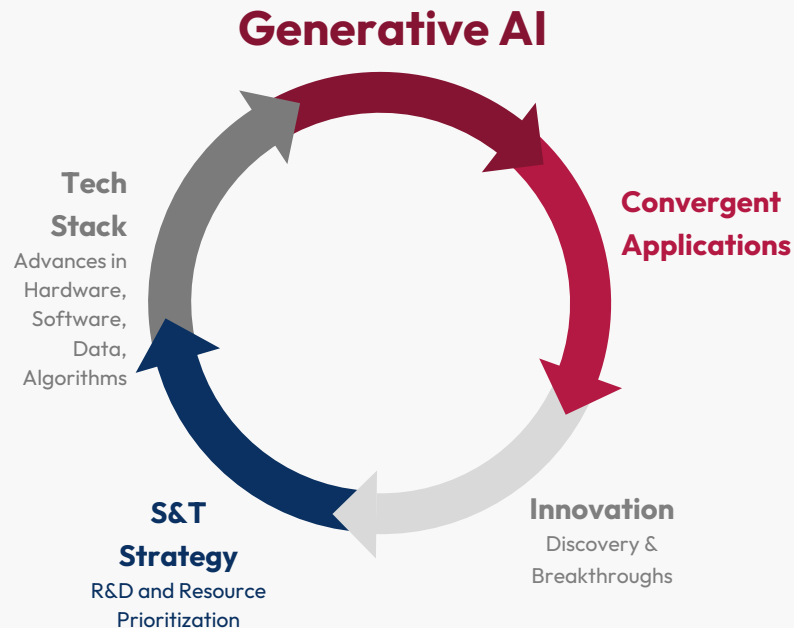 Generative AI
Convergent
Applications
Innovation
Discovery &
Breakthroughs
S&T
Strategy
R&D and Resource
Prioritization
Tech
Stack
Advances in
Hardware,
Software,
Data,
Algorithms